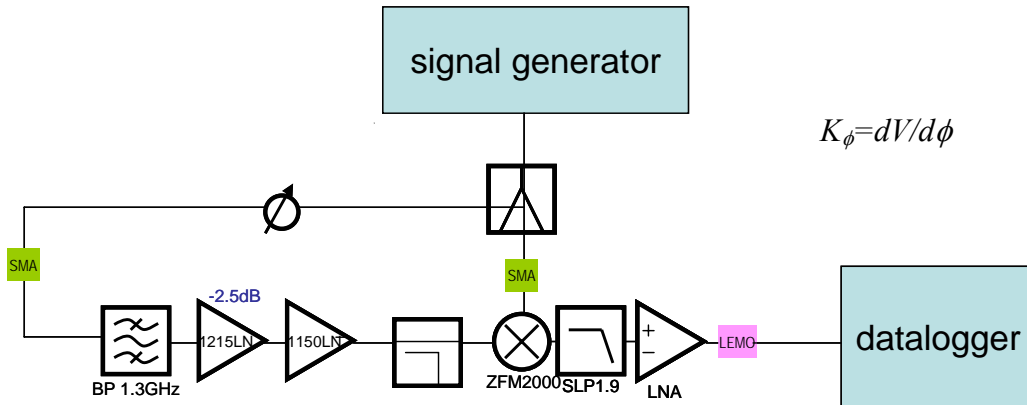 signal generator
Kϕ=dV/dϕ
SMA
SMA
-2.5dB
1215LN
1150LN
BP 1.3GHz
ZFM2000
SLP1.9
+
−
LNA
LEMO
datalogger